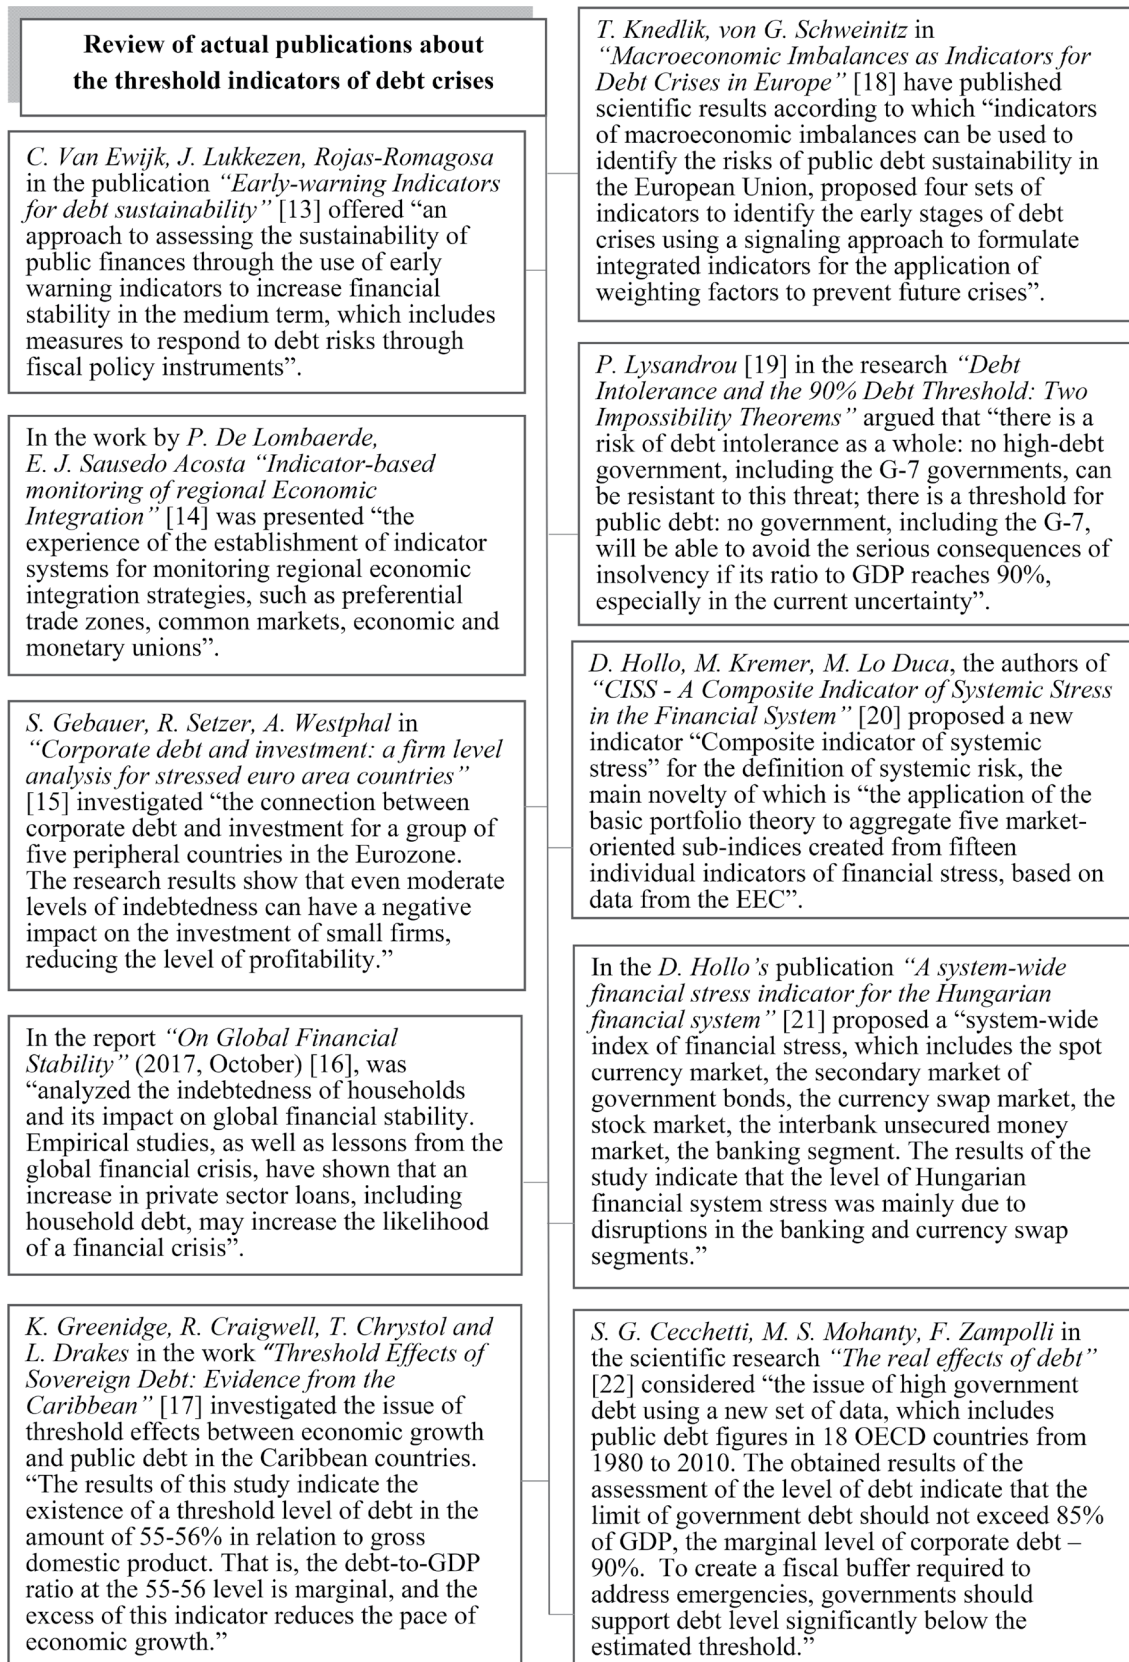 Review of actual publications about
the threshold indicators of debt crises
C. Van Ewijk, J. Lukkezen, Rojas-Romagosa
in the publication “Early-warning Indicators
for debt sustainability” [13] offered “an
approach to assessing the sustainability of
public finances through the use of early
warning indicators to increase financial
stability in the medium term, which includes
measures to respond to debt risks through
fiscal policy instruments”.
In the work by P. De Lombaerde,
E. J. Sausedo Acosta “Indicator-based
monitoring of regional Economic
Integration” [14] was presented “the
experience of the establishment of indicator
systems for monitoring regional economic
integration strategies, such as preferential
trade zones, common markets, economic and
monetary unions”.
S. Gebauer, R. Setzer, A. Westphal in
“Corporate debt and investment: a firm level
analysis for stressed euro area countries”
[15] investigated “the connection between
corporate debt and investment for a group of
five peripheral countries in the Eurozone.
The research results show that even moderate
levels of indebtedness can have a negative
impact on the investment of small firms,
reducing the level of profitability.”
In the report “On Global Financial
Stability” (2017, October) [16], was
“analyzed the indebtedness of households
and its impact on global financial stability.
Empirical studies, as well as lessons from the
global financial crisis, have shown that an
increase in private sector loans, including
household debt, may increase the likelihood
of a financial crisis”.
K. Greenidge, R. Craigwell, T. Chrystol and
L. Drakes in the work “Threshold Effects of
Sovereign Debt: Evidence from the
Caribbean” [17] investigated the issue of
threshold effects between economic growth
and public debt in the Caribbean countries.
“The results of this study indicate the
existence of a threshold level of debt in the
amount of 55-56% in relation to gross
domestic product. That is, the debt-to-GDP
ratio at the 55-56 level is marginal, and the
excess of this indicator reduces the pace of
economic growth.”
T. Knedlik, von G. Schweinitz in
“Macroeconomic Imbalances as Indicators for
Debt Crises in Europe” [18] have published
scientific results according to which “indicators
of macroeconomic imbalances can be used to
identify the risks of public debt sustainability in
the European Union, proposed four sets of
indicators to identify the early stages of debt
crises using a signaling approach to formulate
integrated indicators for the application of
weighting factors to prevent future crises”.
P. Lysandrou [19] in the research “Debt
Intolerance and the 90% Debt Threshold: Two
Impossibility Theorems” argued that “there is a
risk of debt intolerance as a whole: no high-debt
government, including the G-7 governments, can
be resistant to this threat; there is a threshold for
public debt: no government, including the G-7,
will be able to avoid the serious consequences of
insolvency if its ratio to GDP reaches 90%,
especially in the current uncertainty”.
D. Hollo, M. Kremer, M. Lo Duca, the authors of
“CISS - A Composite Indicator of Systemic Stress
in the Financial System” [20] proposed a new
indicator “Composite indicator of systemic
stress” for the definition of systemic risk, the
main novelty of which is “the application of the
basic portfolio theory to aggregate five market-
oriented sub-indices created from fifteen
individual indicators of financial stress, based on
data from the EEC”.
In the D. Hollo’s publication “A system-wide
financial stress indicator for the Hungarian
financial system” [21] proposed a “system-wide
index of financial stress, which includes the spot
currency market, the secondary market of
government bonds, the currency swap market, the
stock market, the interbank unsecured money
market, the banking segment. The results of the
study indicate that the level of Hungarian
financial system stress was mainly due to
disruptions in the banking and currency swap
segments.”
S. G. Cecchetti, M. S. Mohanty, F. Zampolli in
the scientific research “The real effects of debt”
[22] considered “the issue of high government
debt using a new set of data, which includes
public debt figures in 18 OECD countries from
1980 to 2010. The obtained results of the
assessment of the level of debt indicate that the
limit of government debt should not exceed 85%
of GDP, the marginal level of corporate debt –
90%. To create a fiscal buffer required to
address emergencies, governments should
support debt level significantly below the
estimated threshold.”